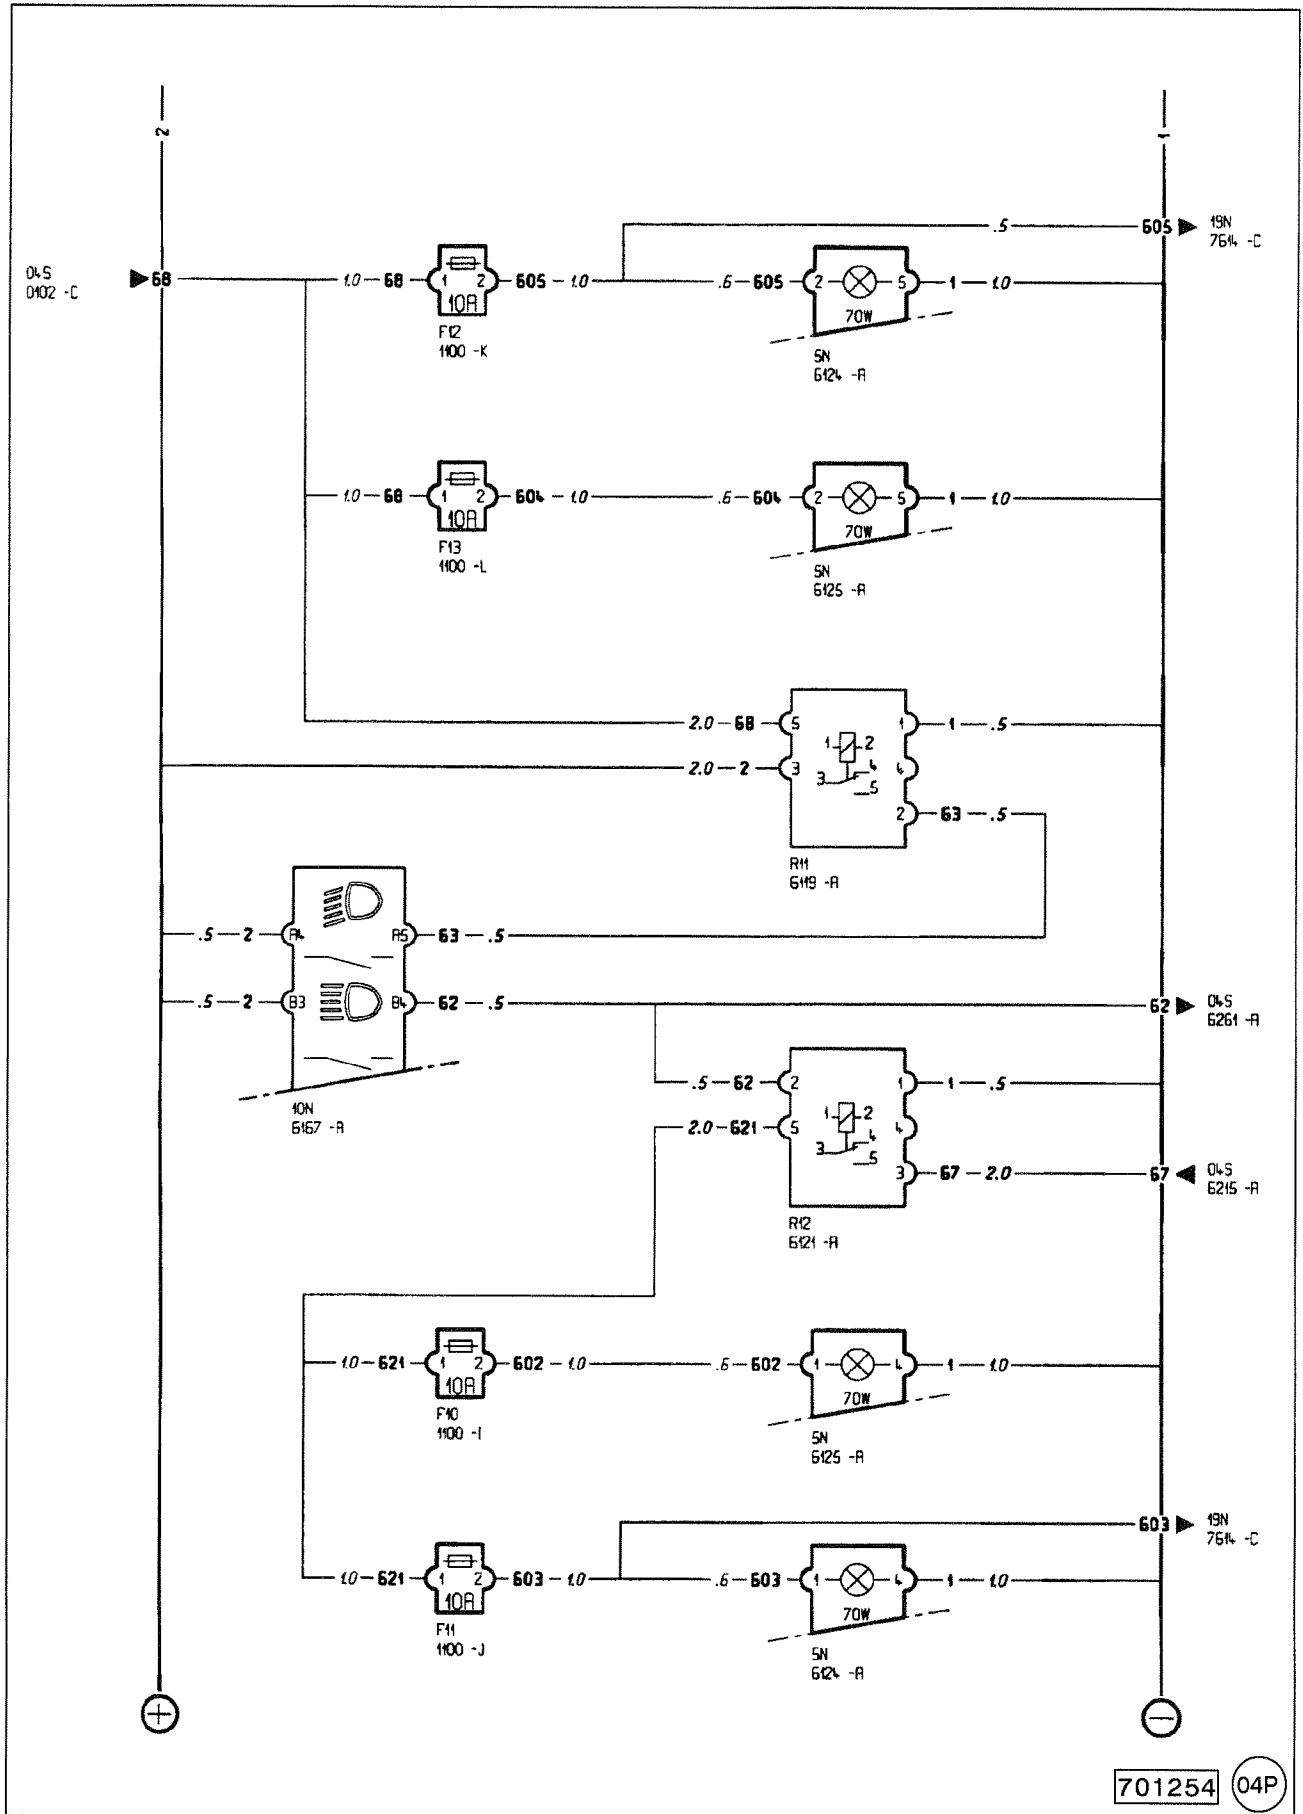 2
1
.5 605 19N
7614 -C
04S
0102 -C
68 1.0 68 1 2 605 1.0 .6 605 2 5 1 1.0
10A
70W
F12
1100 -K
5N
6124 -A
1.0 68 1 2 604 1.0 .6 604 2 5 1 1.0
10A
70W
F13
1100 -L
5N
6125 -A
2.0 68 5 1 1 .5
1 2
2.0 2 3 3 4 4
5
2 63 .5
R11
6119 -A
.5 2 A4 A5 63 .5
.5 2 B3 B4 62 .5 62 04S
6261 -A
.5 62 2 1 1 .5
10N
6167 -A
1 2
2.0 621 5 4 4
3 5
3 67 2.0 67 04S
6215 -A
R12
6121 -A
1.0 621 1 2 602 1.0 .6 602 1 4 1 1.0
10A
70W
F10
1100 -I
5N
6125 -A
603 19N
7614 -C
1.0 621 1 2 603 1.0 .6 603 1 4 1 1.0
10A
70W
F11
1100 -J
5N
6124 -A
+
−
701254 04P